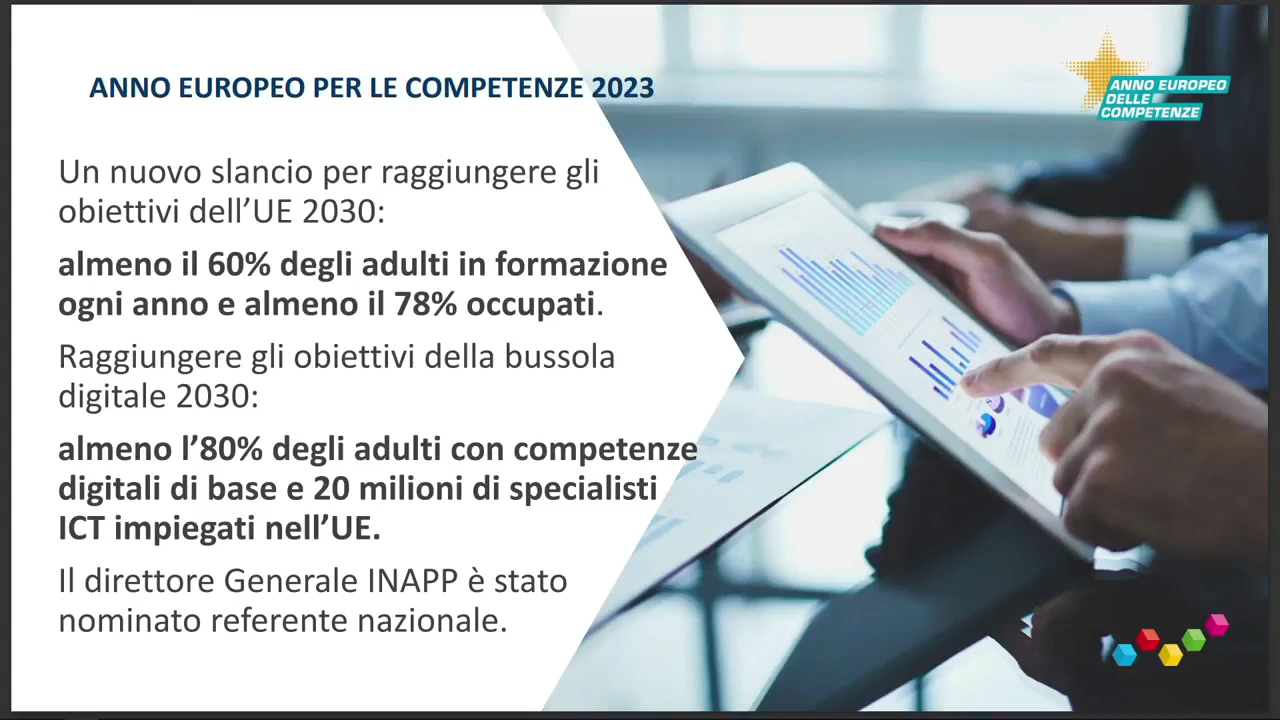 ANNO EUROPEO PER LE COMPETENZE 2023
ANNO EUROPEO
DELLE
COMPETENZE
Un nuovo slancio per raggiungere gli
obiettivi dell’UE 2030:
almeno il 60% degli adulti in formazione
ogni anno e almeno il 78% occupati.
Raggiungere gli obiettivi della bussola
digitale 2030:
almeno l’80% degli adulti con competenze
digitali di base e 20 milioni di specialisti
ICT impiegati nell’UE.
Il direttore Generale INAPP è stato
nominato referente nazionale.